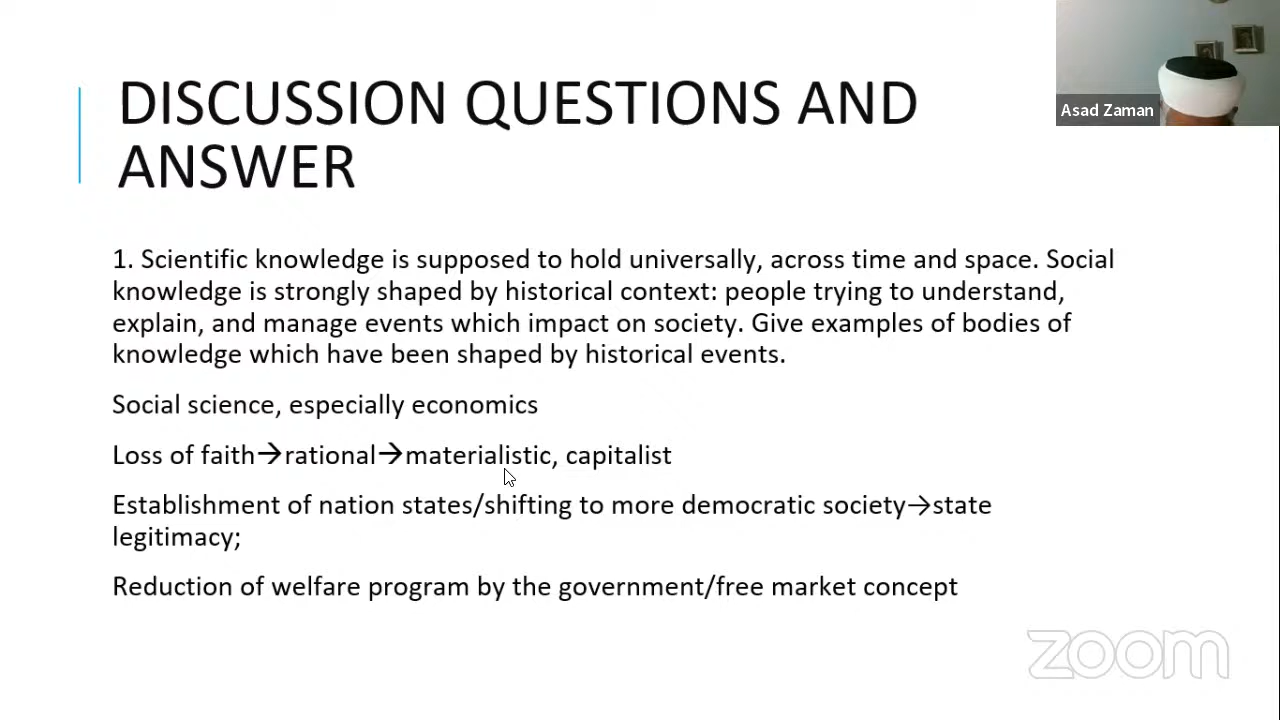 DISCUSSION QUESTIONS AND
ANSWER
Asad Zaman
1. Scientific knowledge is supposed to hold universally, across time and space. Social
knowledge is strongly shaped by historical context: people trying to understand,
explain, and manage events which impact on society. Give examples of bodies of
knowledge which have been shaped by historical events.
Social science, especially economics
Loss of faith→rational→materialistic, capitalist
Establishment of nation states/shifting to more democratic society→state
legitimacy;
Reduction of welfare program by the government/free market concept
zoom